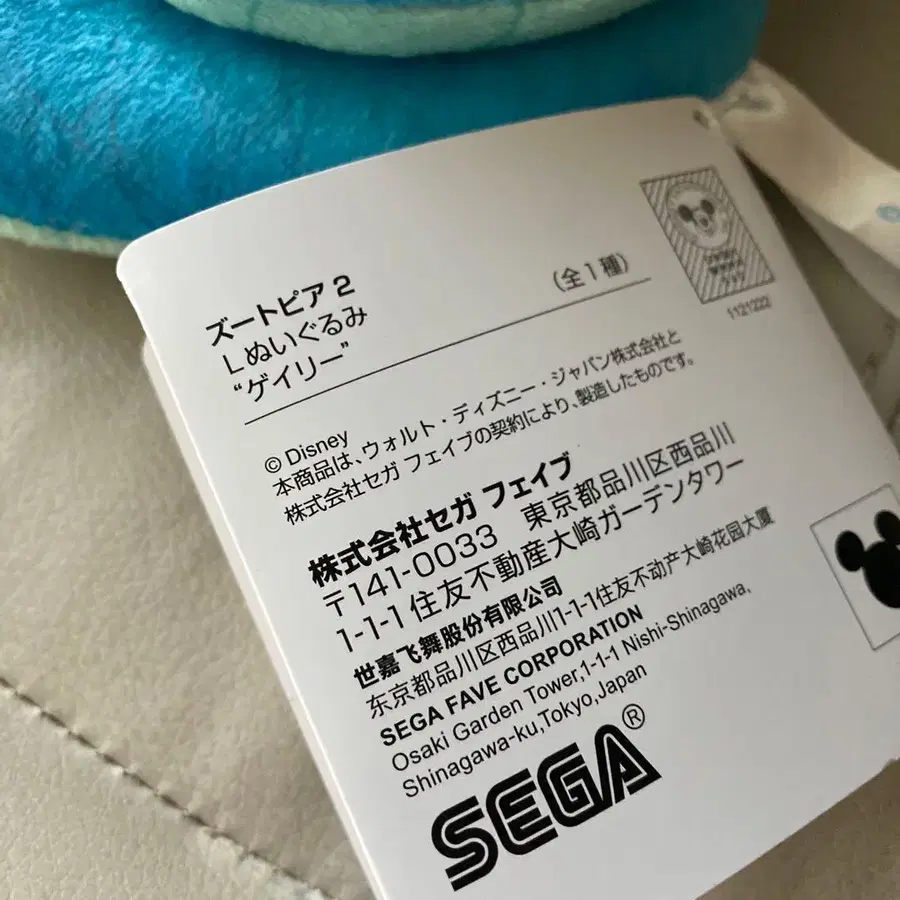 ズートピア 2
Lぬいぐるみ
“ゲイリー”
(全1種)
1121222
© Disney
本商品は、ウォルト・ディズニー・ジャパン株式会社と
株式会社セガ フェイブの契約により、製造したものです。
株式会社セガ フェイブ
〒141-0033 東京都品川区西品川
1-1-1 住友不動産大崎ガーデンタワー
世嘉飞舞股份有限公司
东京都品川区西品川1-1-1住友不动产大崎花园大厦
SEGA FAVE CORPORATION
Osaki Garden Tower,1-1-1 Nishi-Shinagawa,
Shinagawa-ku,Tokyo,Japan
SEGA®